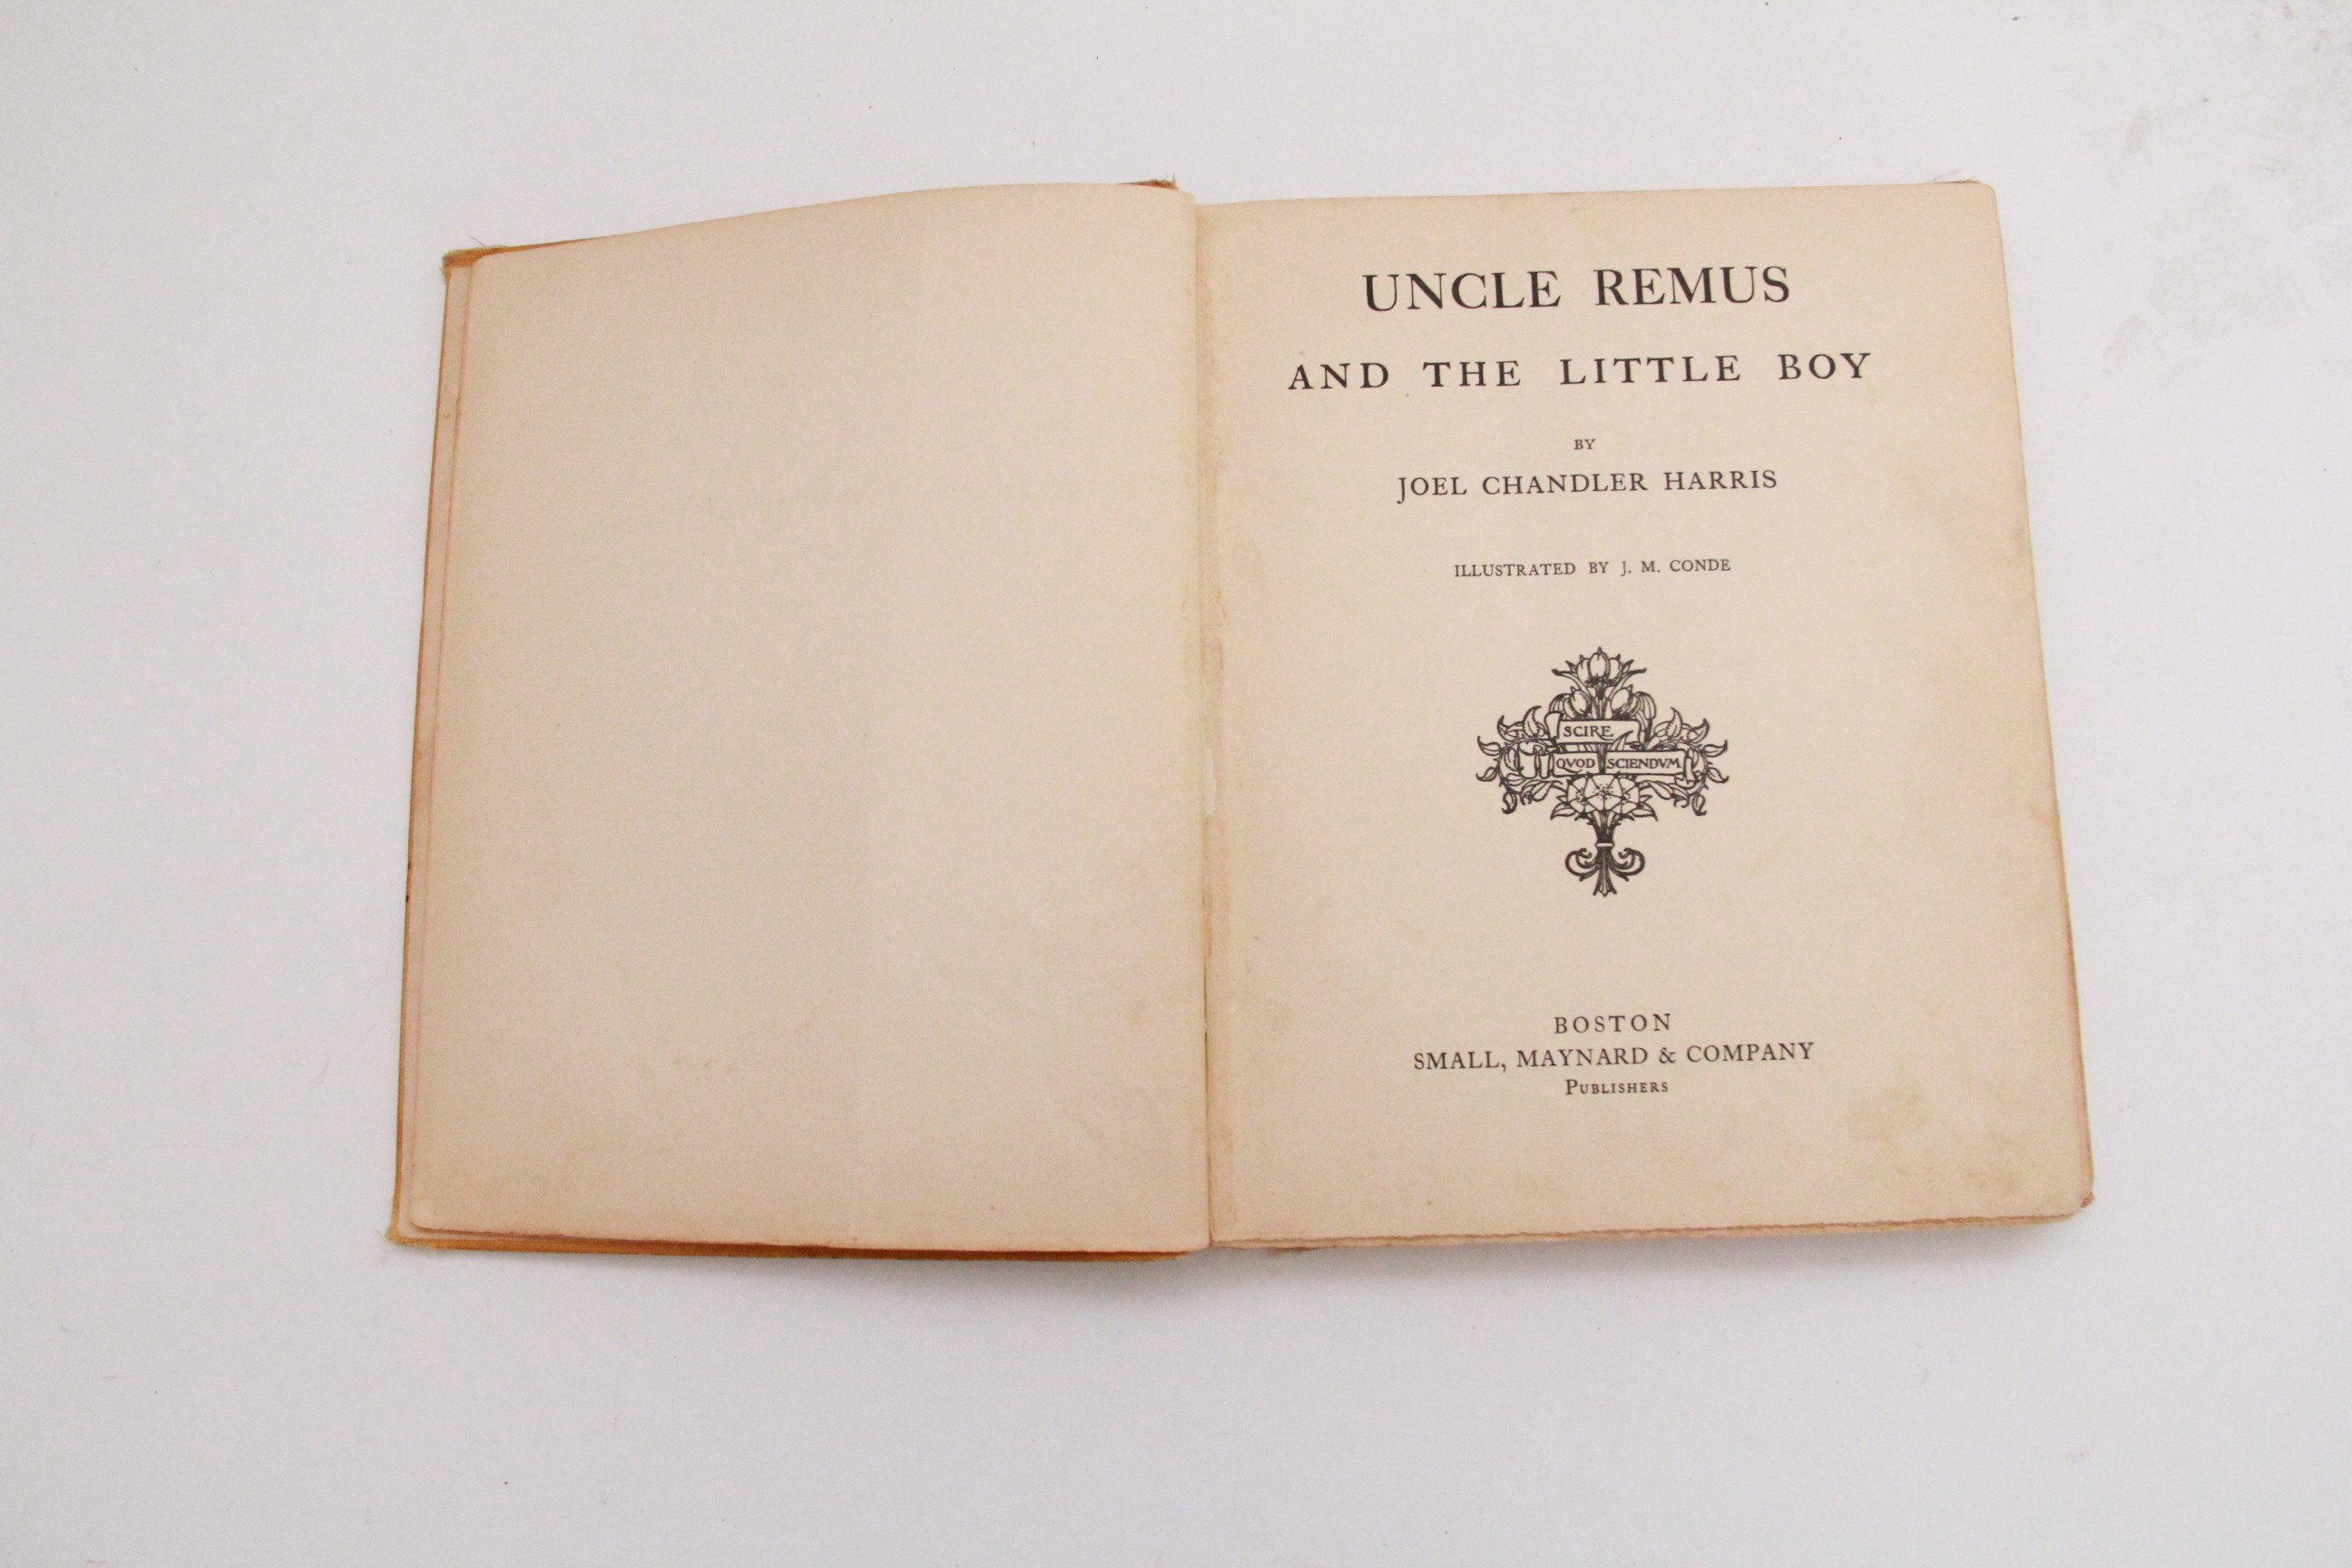 UNCLE REMUS
AND THE LITTLE BOY
BY
JOEL CHANDLER HARRIS
ILLUSTRATED BY J. M. CONDE
SCIRE
QVOD SCIENDVM
BOSTON
SMALL, MAYNARD & COMPANY
PUBLISHERS